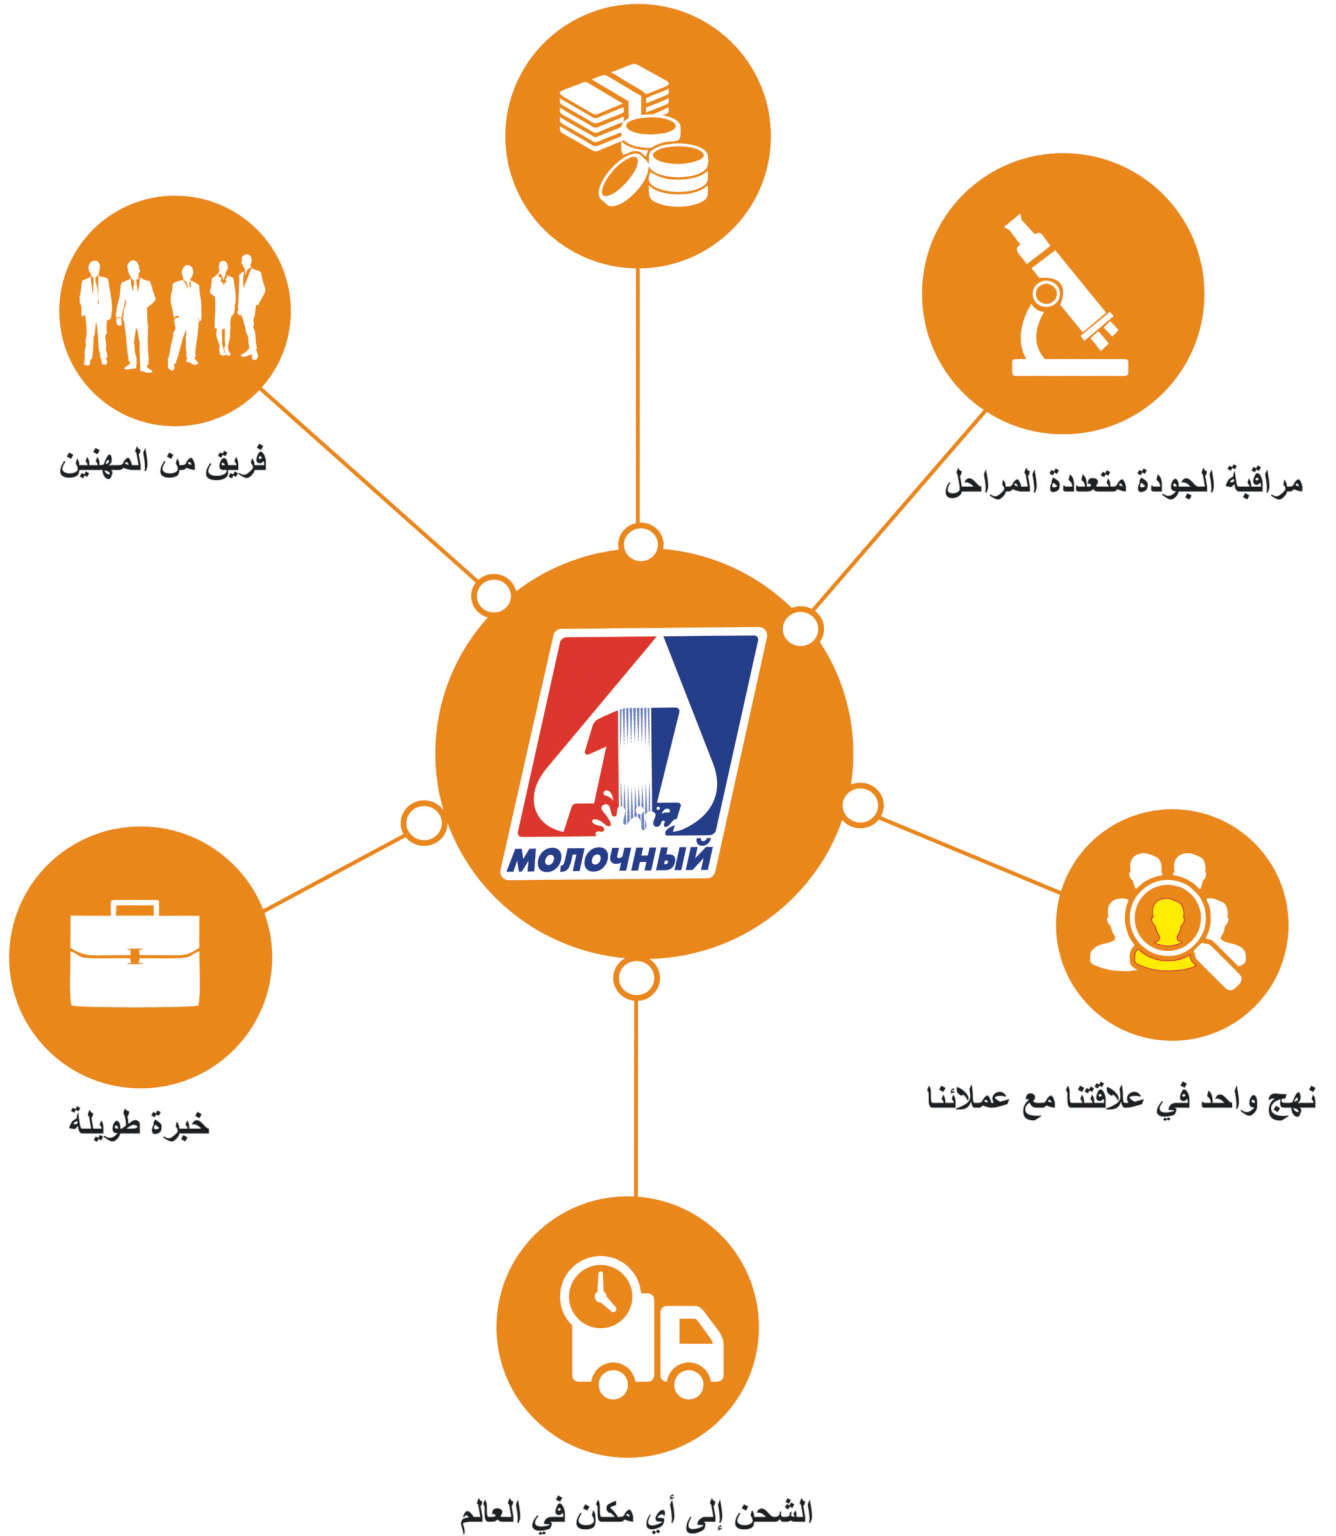 فريق من المهنين
مراقبة الجودة متعددة المراحل
1
МОЛОЧНЫЙ
نهج واحد في علاقتنا مع عملائنا
خبرة طويلة
الشحن إلى أي مكان في العالم